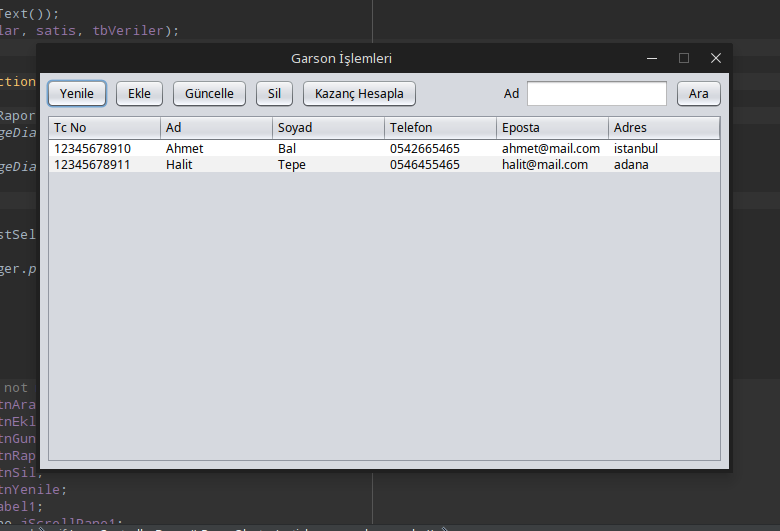 Text());
lar, satis, tbVeriler);
Garson İşlemleri
Yenile Ekle Güncelle Sil Kazanç Hesapla Ad Ara
Tc No Ad Soyad Telefon Eposta Adres
12345678910 Ahmet Bal 0542665465 ahmet@mail.com istanbul
12345678911 Halit Tepe 0546455465 halit@mail.com adana
ction
Rapor
geDia
geDia
stSel
ger.p
not
tnAra
tnEkl
tnGun
tnRap
tnSil;
tnYenile;
abel1;
ne jScrollPane1;